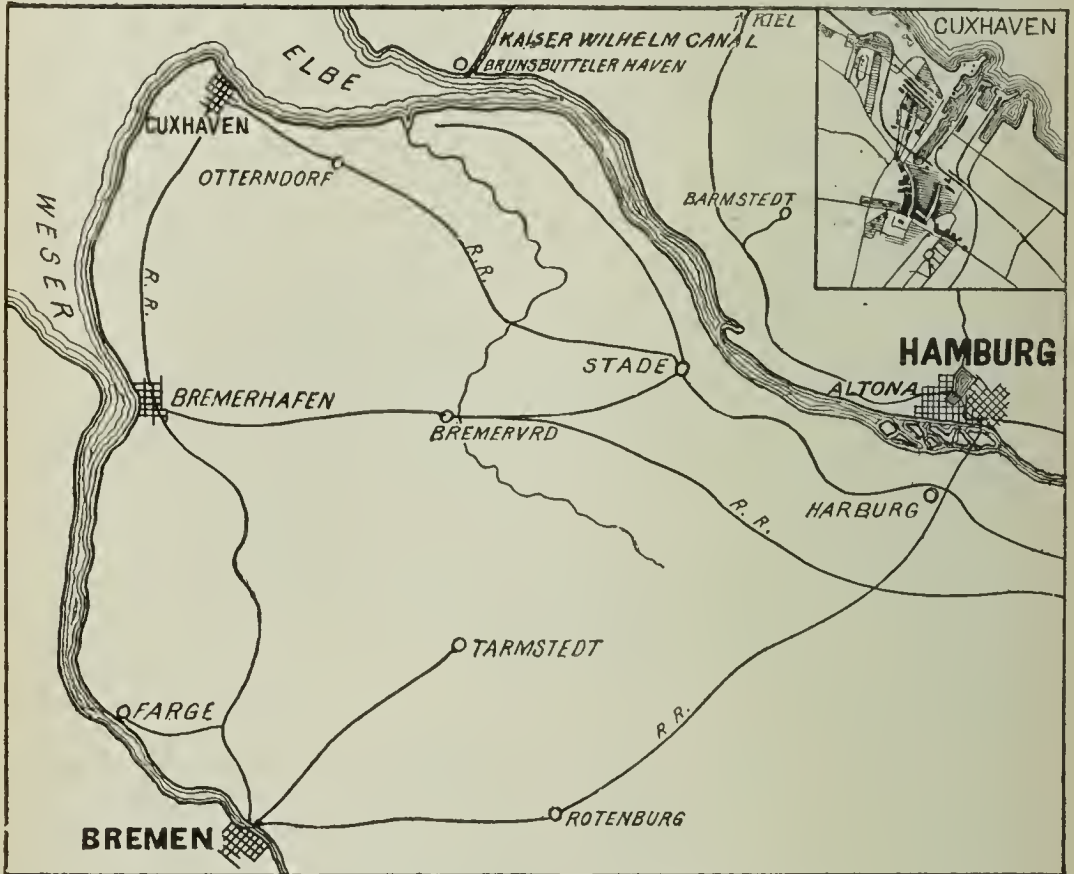 KIEL
CUXHAVEN
KAISER WILHELM CANAL
BRUNSBUTTELER HAVEN
ELBE
CUXHAVEN
OTTERNDORF
BARMSTEDT
WESER
R.R.
R.R.
HAMBURG
STADE
ALTONA
BREMERHAFEN
BREMERVRD
HARBURG
R.R.
TARMSTEDT
FARGE
R R.
ROTENBURG
BREMEN